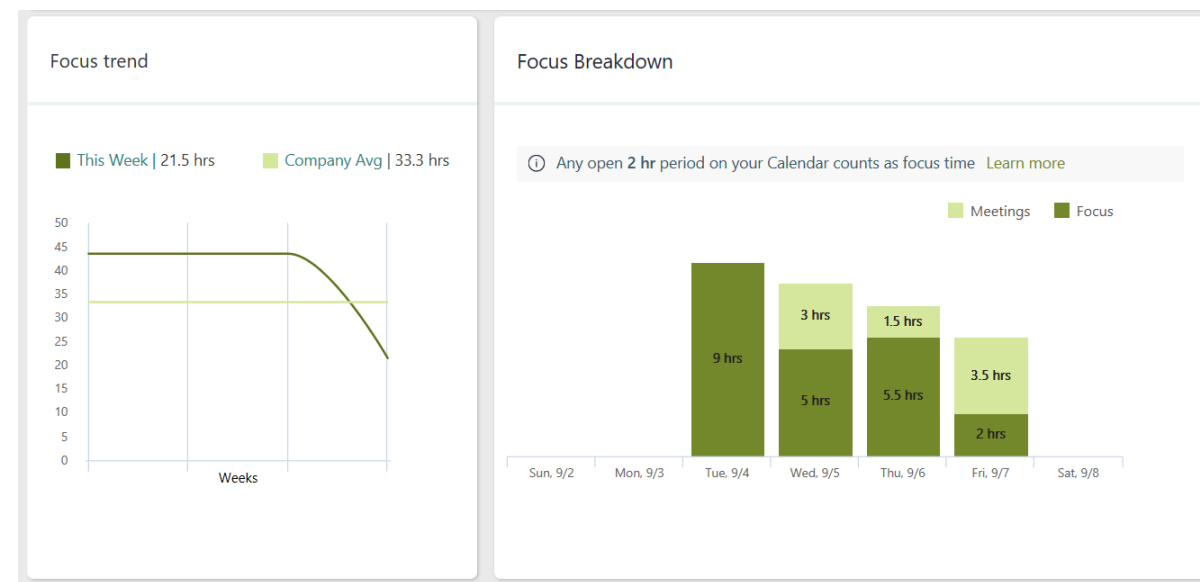 Focus trend
This Week | 21.5 hrs
Company Avg | 33.3 hrs
50
45
40
35
30
25
20
15
10
5
0
Weeks
Focus Breakdown
Any open 2 hr period on your Calendar counts as focus time Learn more
Meetings
Focus
9 hrs
3 hrs
5 hrs
1.5 hrs
5.5 hrs
3.5 hrs
2 hrs
Sun, 9/2
Mon, 9/3
Tue, 9/4
Wed, 9/5
Thu, 9/6
Fri, 9/7
Sat, 9/8